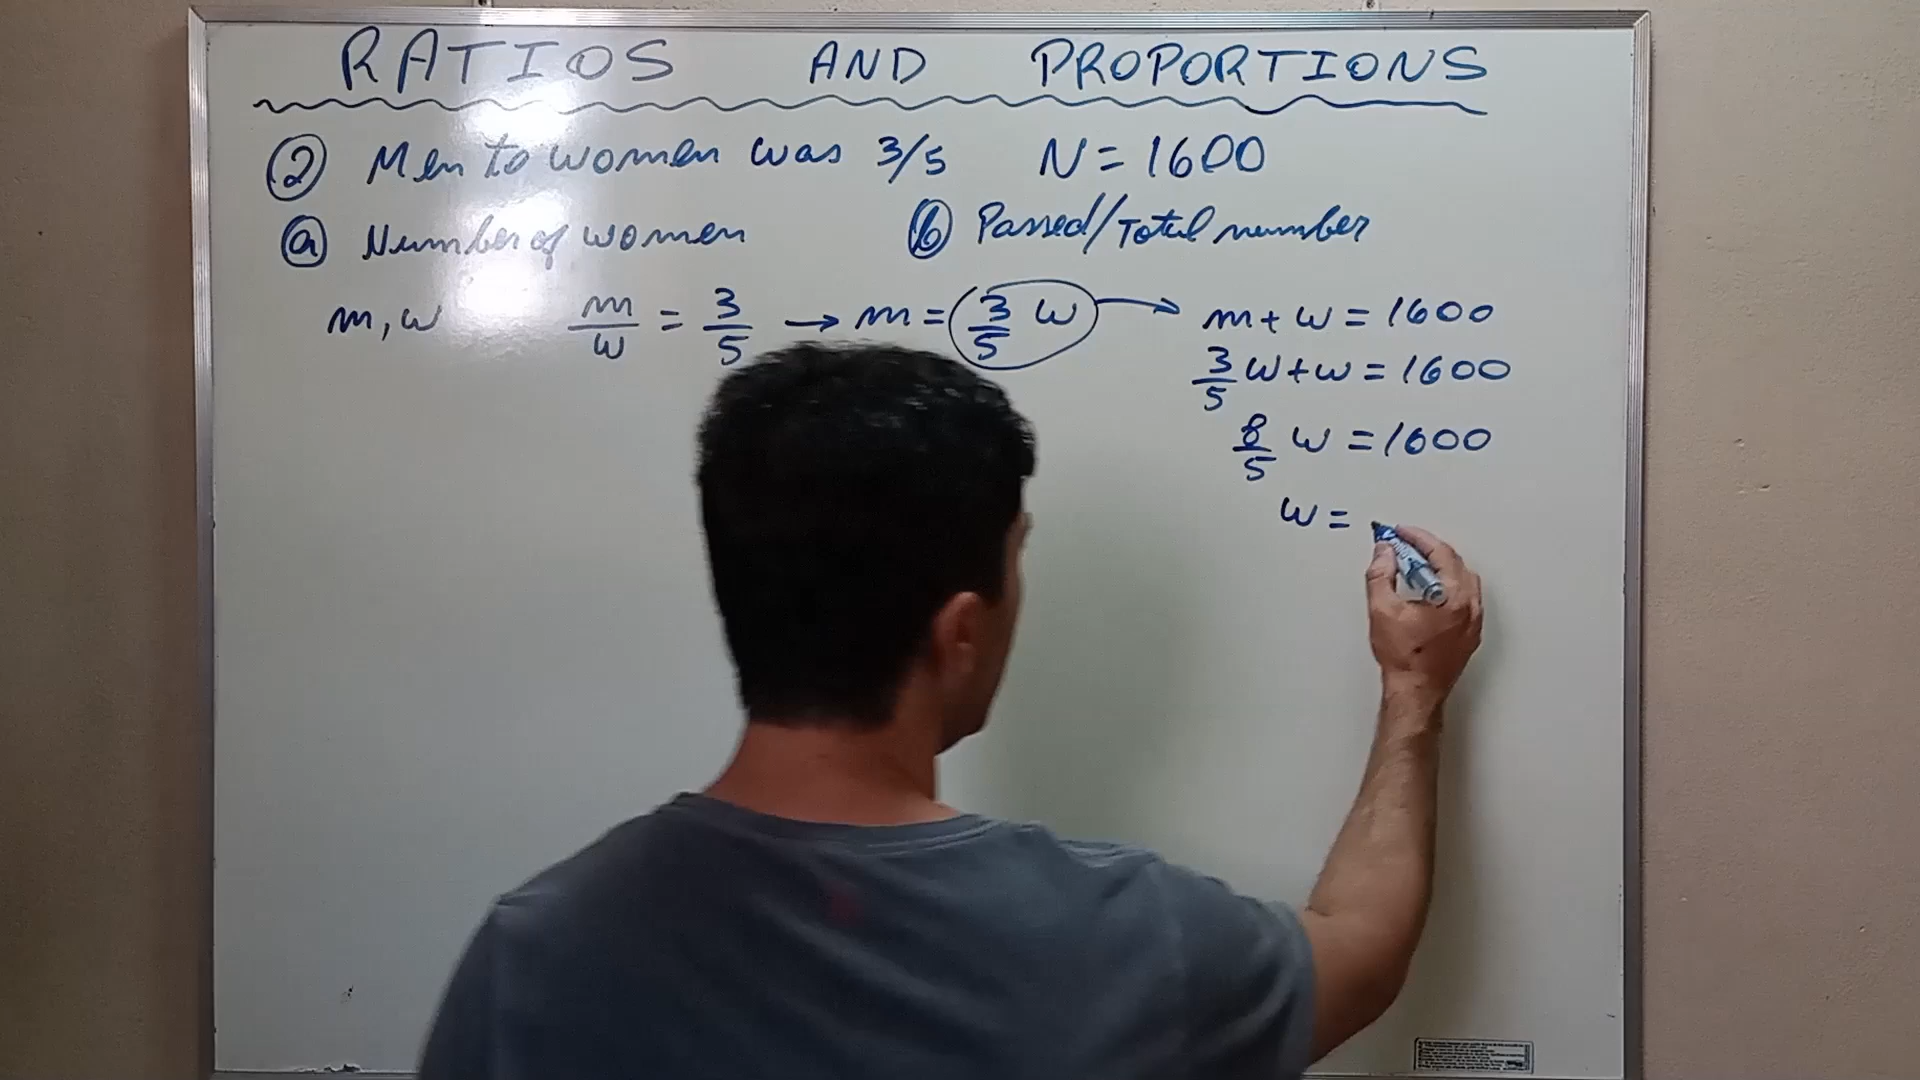 RATIOS AND PROPORTIONS
② Men to women was 3/5 N = 1600
ⓐ Number of women ⓑ Passed/Total number
m, w m/w = 3/5 → m = 3/5 w → m + w = 1600
3/5 w + w = 1600
8/5 w = 1600
w =